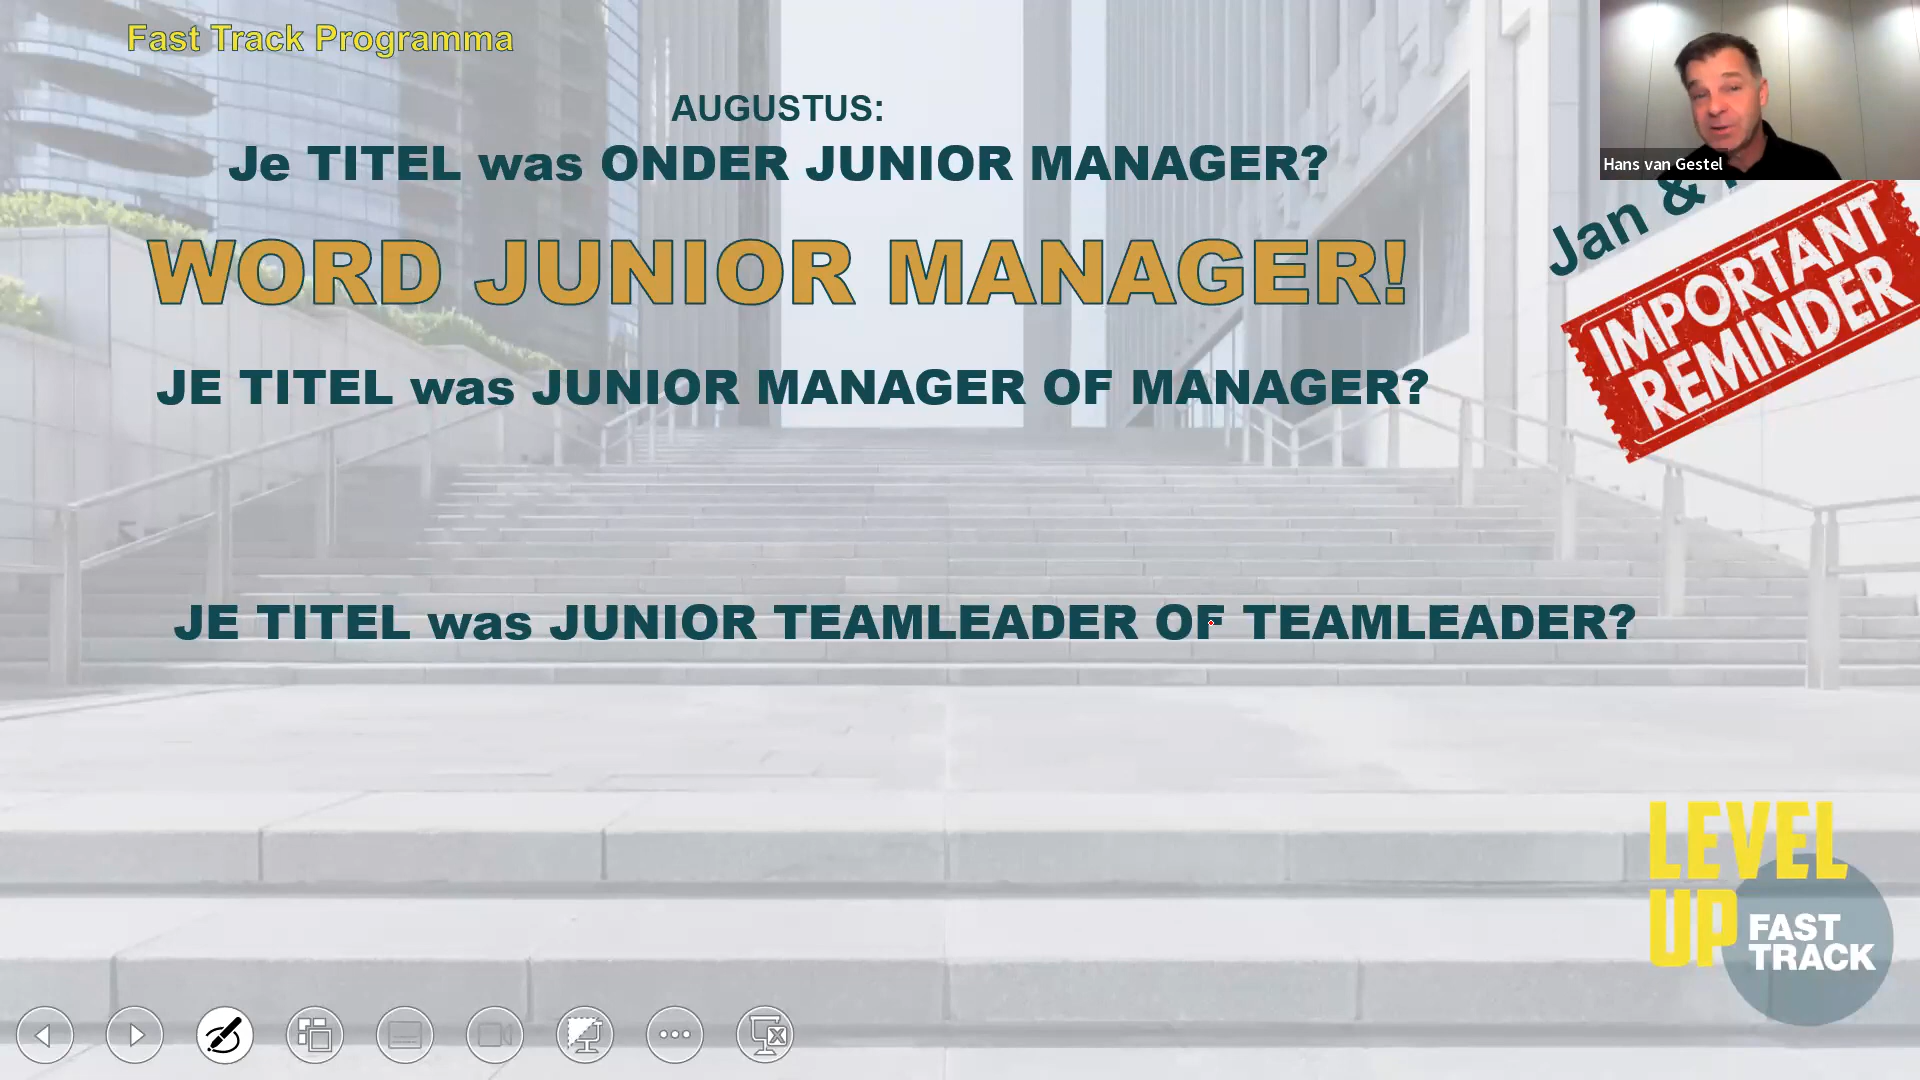 Fast Track Programma
AUGUSTUS:
Je TITEL was ONDER JUNIOR MANAGER?
WORD JUNIOR MANAGER!
JE TITEL was JUNIOR MANAGER OF MANAGER?
JE TITEL was JUNIOR TEAMLEADER OF TEAMLEADER?
Hans van Gestel
Jan &
IMPORTANT
REMINDER
LEVEL
UP
FAST
TRACK